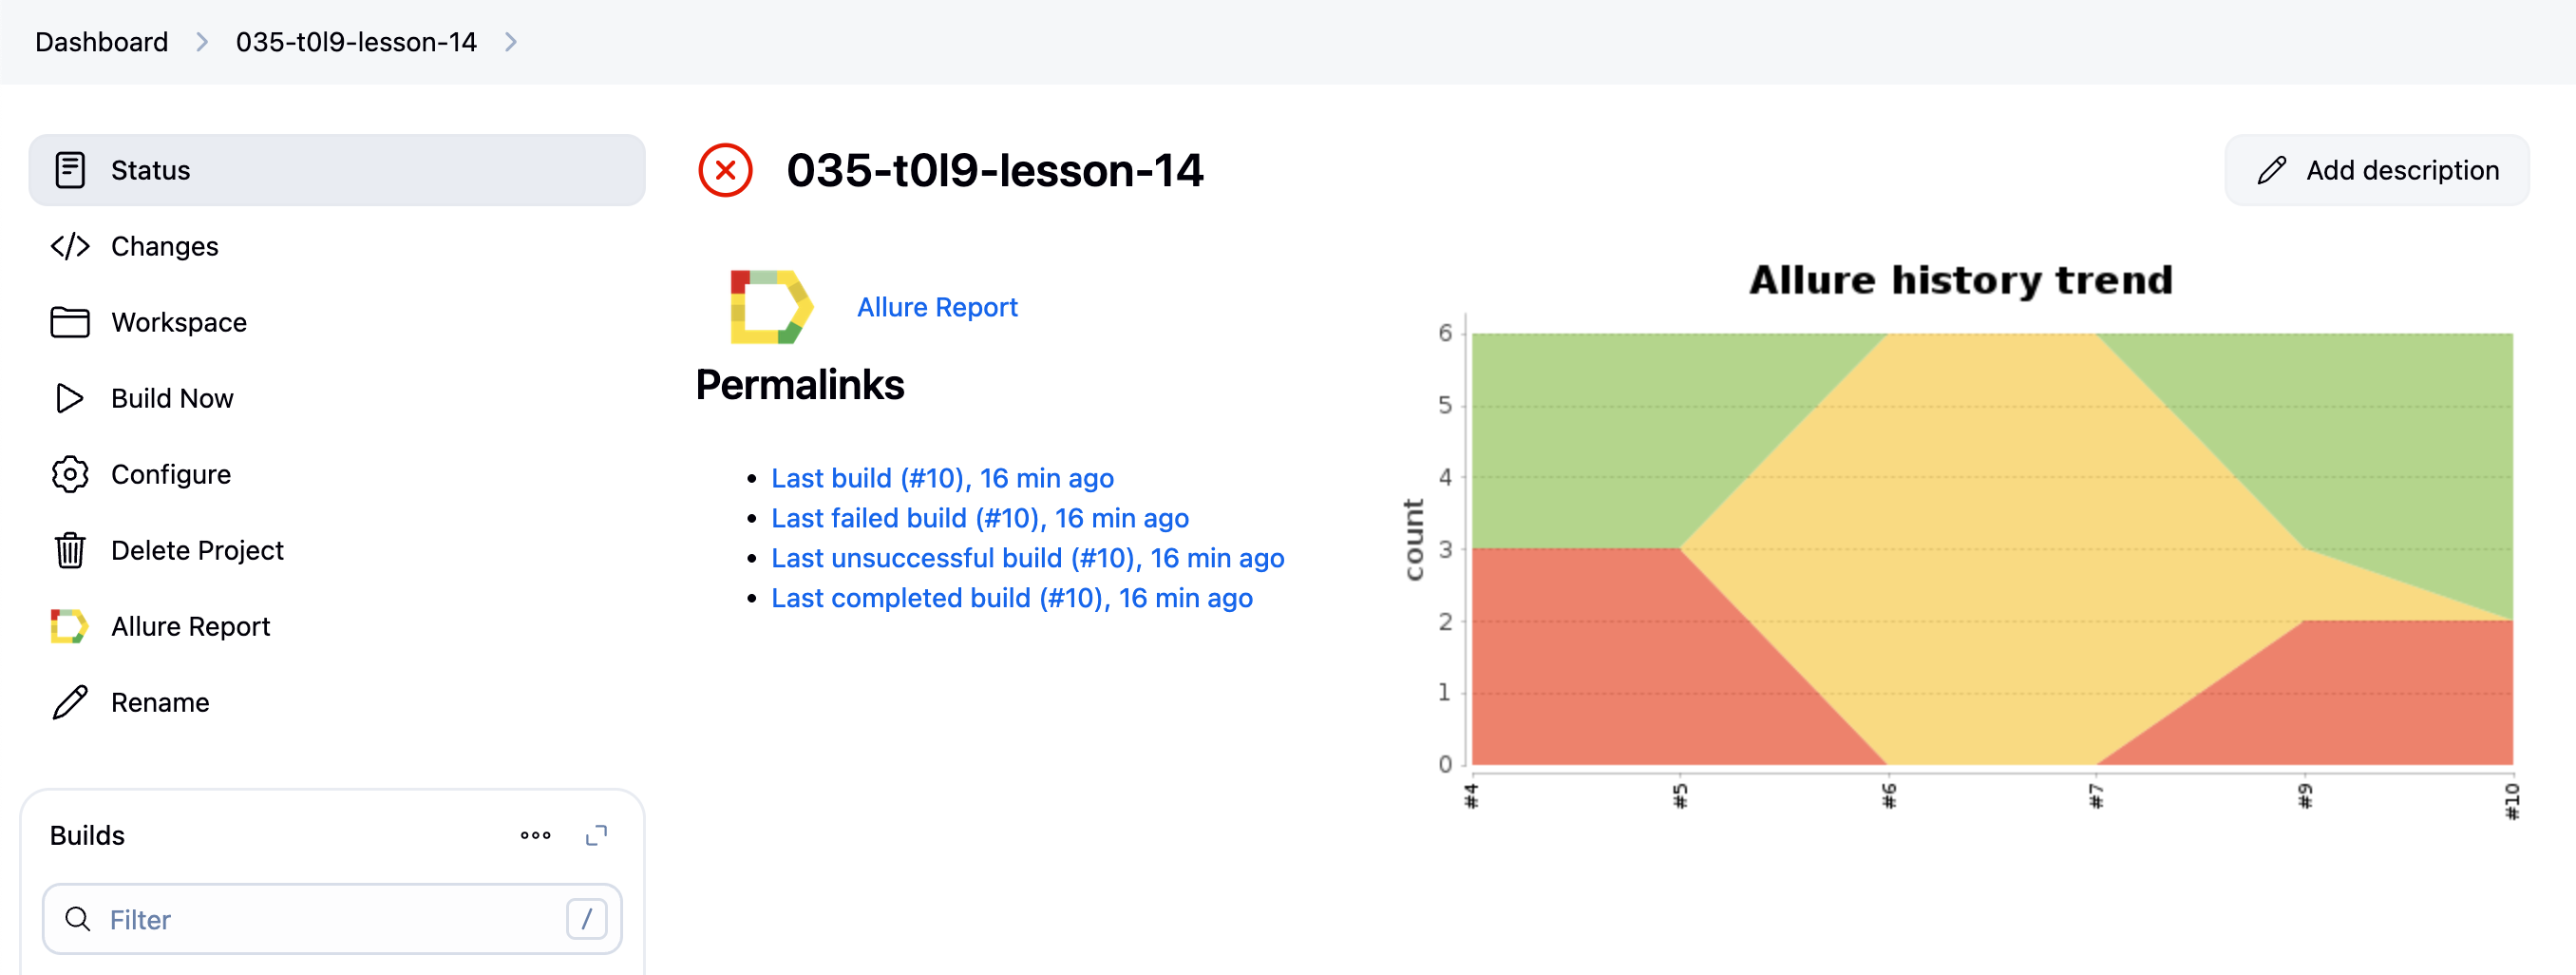 Dashboard > 035-t0l9-lesson-14 >
Status
Changes
Workspace
Build Now
Configure
Delete Project
Allure Report
Rename
Builds
Filter /
035-t0l9-lesson-14
Add description
Allure Report
Permalinks
• Last build (#10), 16 min ago
• Last failed build (#10), 16 min ago
• Last unsuccessful build (#10), 16 min ago
• Last completed build (#10), 16 min ago
Allure history trend
count
6
5
4
3
2
1
0
#4 #5 #6 #7 #9 #10